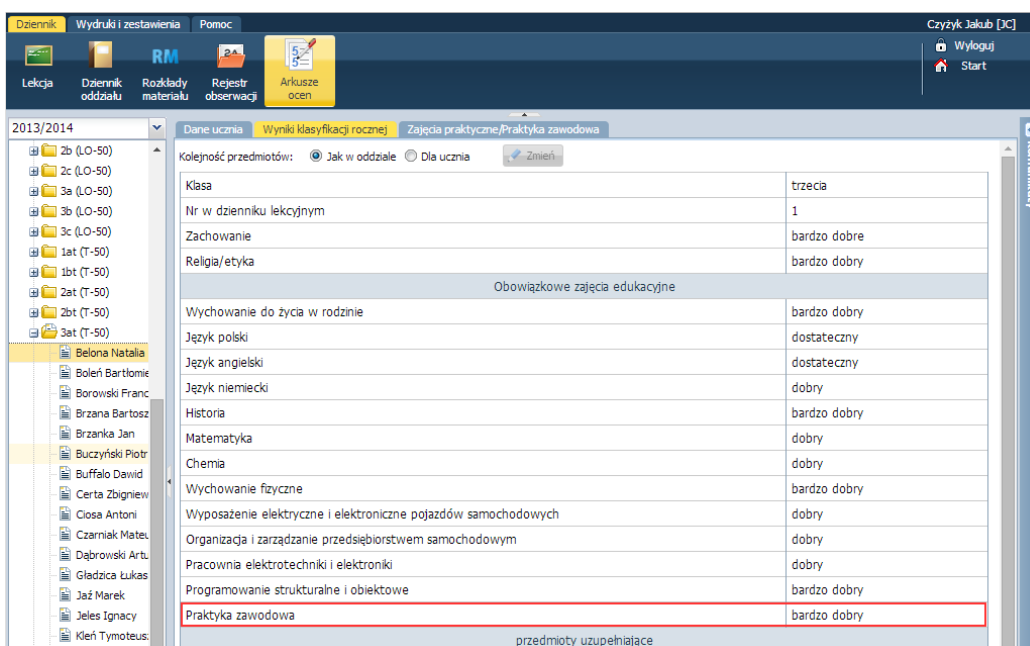 Dziennik Wydruki i zestawienia Pomoc Czyżyk Jakub [JC]
Wyloguj
Start
RM
Lekcja Dziennik oddziału Rozkłady materiału Rejestr obserwacji Arkusze ocen
2013/2014
Dane ucznia Wyniki klasyfikacji rocznej Zajęcia praktyczne/Praktyka zawodowa
Kolejność przedmiotów: Jak w oddziale Dla ucznia Zmień
2b (LO-50)
2c (LO-50)
3a (LO-50)
3b (LO-50)
3c (LO-50)
1at (T-50)
1bt (T-50)
2at (T-50)
2bt (T-50)
3at (T-50)
Belona Natalia
Boleń Bartłomie
Borowski Franc
Brzana Bartosz
Brzanka Jan
Buczyński Piotr
Buffalo Dawid
Certa Zbigniew
Ciosa Antoni
Czarniak Mateu
Dąbrowski Artu
Gładzica Łukas
Jaź Marek
Jeles Ignacy
Kleń Tymoteus
Klasa trzecia
Nr w dzienniku lekcyjnym 1
Zachowanie bardzo dobre
Religia/etyka bardzo dobry
Obowiązkowe zajęcia edukacyjne
Wychowanie do życia w rodzinie bardzo dobry
Język polski dostateczny
Język angielski dostateczny
Język niemiecki dobry
Historia bardzo dobry
Matematyka dobry
Chemia dobry
Wychowanie fizyczne bardzo dobry
Wyposażenie elektryczne i elektroniczne pojazdów samochodowych dobry
Organizacja i zarządzanie przedsiębiorstwem samochodowym dobry
Pracownia elektrotechniki i elektroniki dobry
Programowanie strukturalne i obiektowe bardzo dobry
Praktyka zawodowa bardzo dobry
przedmioty uzupełniające